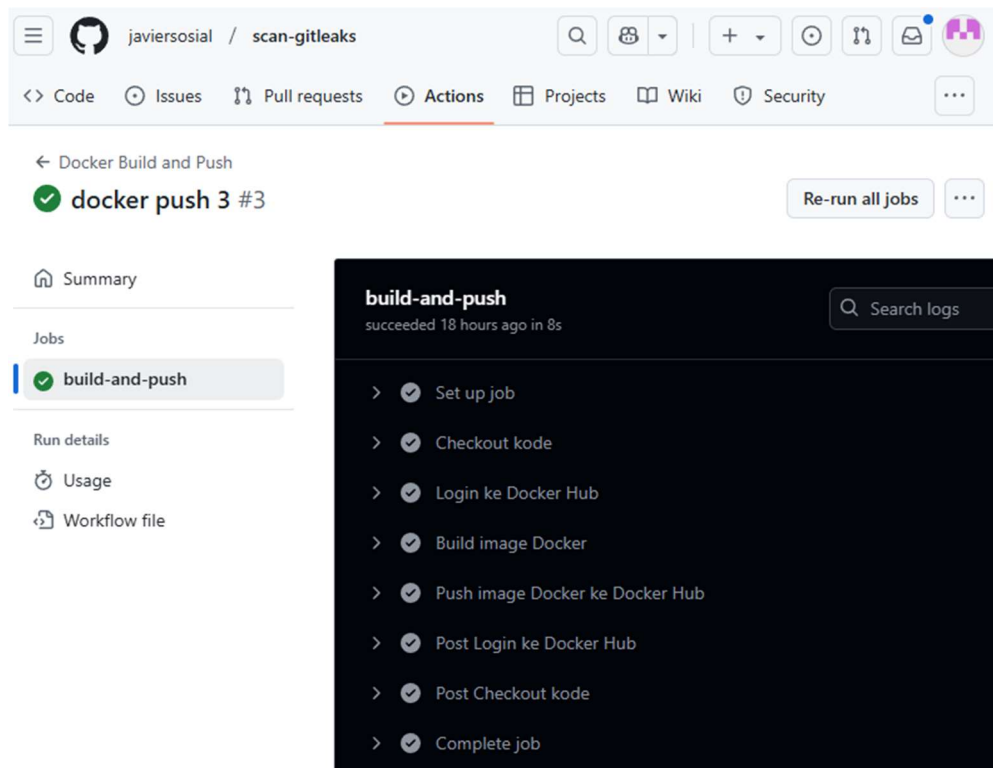 javiersosial / scan-gitleaks
Code Issues Pull requests Actions Projects Wiki Security
Docker Build and Push
docker push 3 #3
Re-run all jobs
Summary
Jobs
build-and-push
Run details
Usage
Workflow file
build-and-push
succeeded 18 hours ago in 8s
Search logs
Set up job
Checkout kode
Login ke Docker Hub
Build image Docker
Push image Docker ke Docker Hub
Post Login ke Docker Hub
Post Checkout kode
Complete job